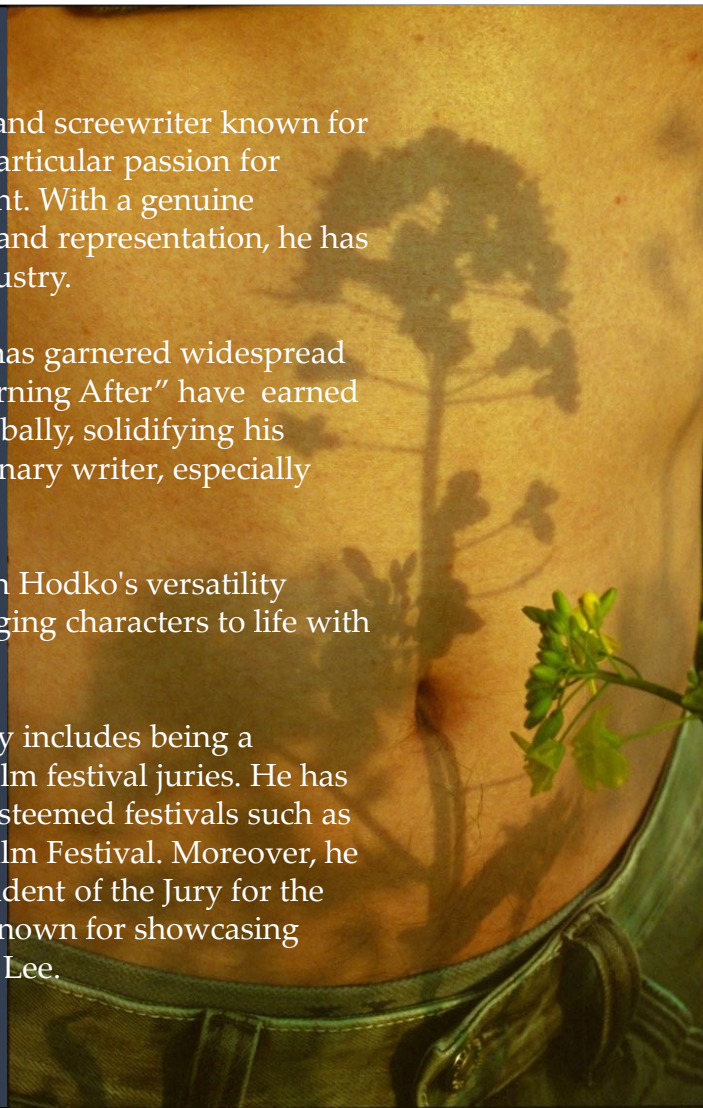 and screewriter known for
articular passion for
nt. With a genuine
and representation, he has
ustry.
has garnered widespread
rning After” have  earned
bally, solidifying his
nary writer, especially
n Hodko's versatility
ging characters to life with
y includes being a
lm festival juries. He has
steemed festivals such as
lm Festival. Moreover, he
dent of the Jury for the
nown for showcasing
Lee.